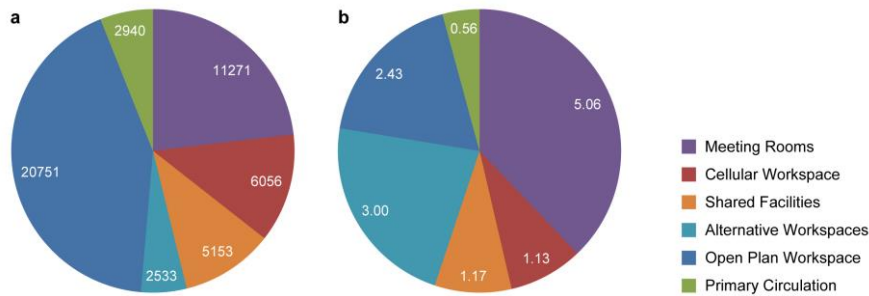 a
2940
11271
20751
6056
5153
2533
b
0.56
2.43
5.06
3.00
1.13
1.17
Meeting Rooms
Cellular Workspace
Shared Facilities
Alternative Workspaces
Open Plan Workspace
Primary Circulation